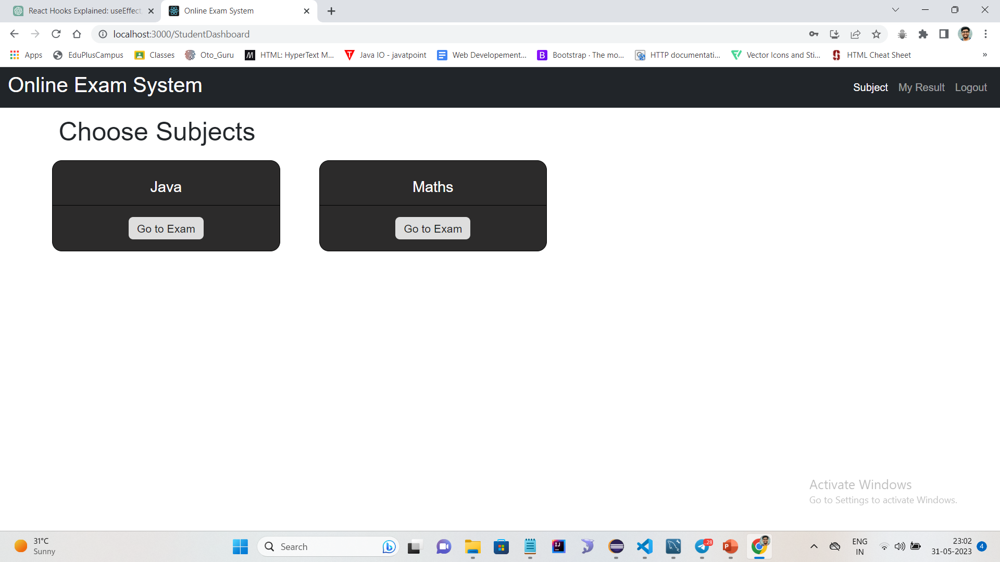 React Hooks Explained: useEffect,
Online Exam System
localhost:3000/StudentDashboard
Apps
EduPlusCampus
Classes
Oto_Guru
HTML: HyperText M...
Java IO - javatpoint
Web Developement...
Bootstrap · The mo...
HTTP documentati...
Vector Icons and Sti...
HTML Cheat Sheet
»
Online Exam System
Subject
My Result
Logout
Choose Subjects
Java
Go to Exam
Maths
Go to Exam
Activate Windows
Go to Settings to activate Windows.
31°C
Sunny
Search
28
ENG
IN
23:02
31-05-2023
4